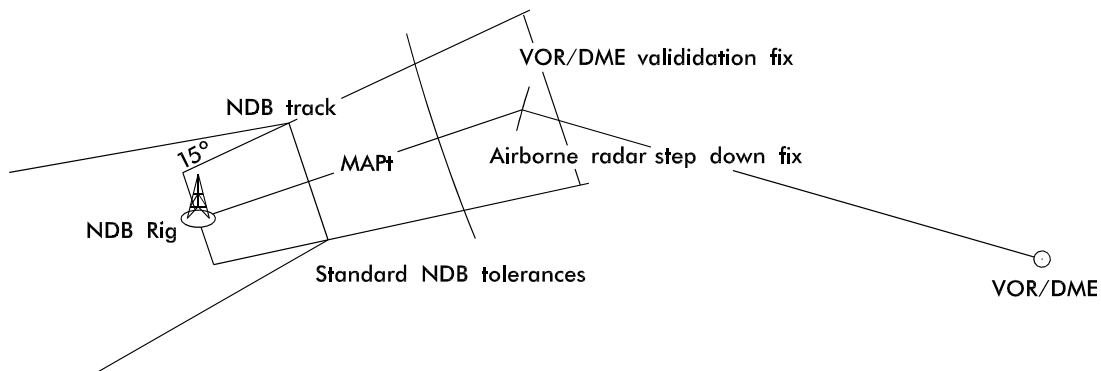 VOR/DME valididation fix
NDB track
15°
MAPt
Airborne radar step down fix
NDB Rig
Standard NDB tolerances
VOR/DME